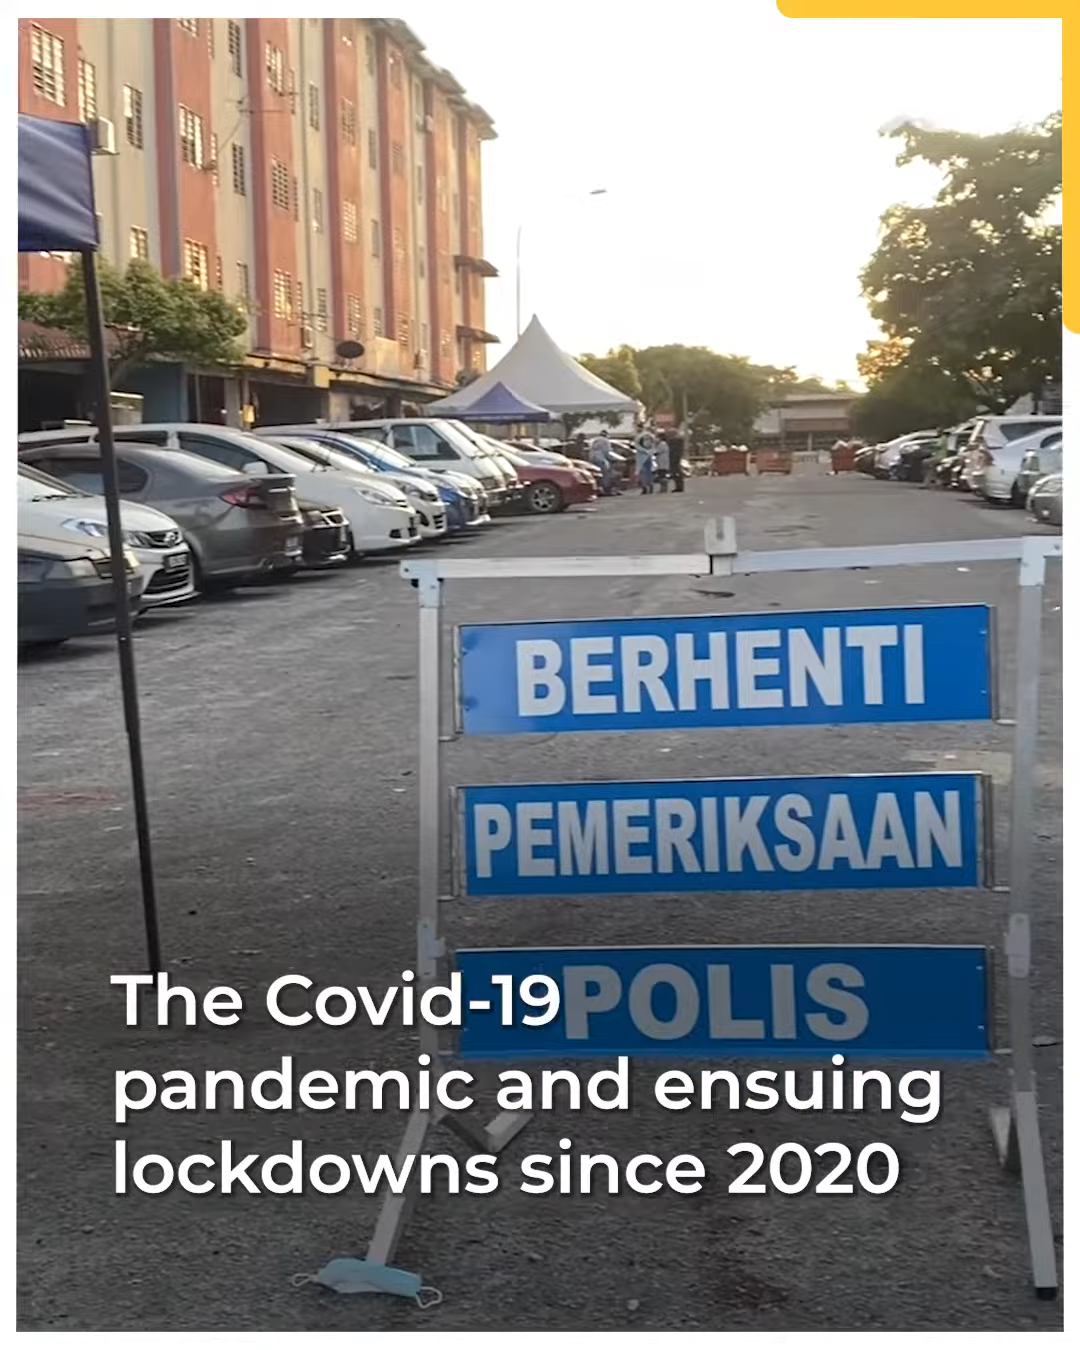 BERHENTI
PEMERIKSAAN
POLIS
The Covid-19
pandemic and ensuing
lockdowns since 2020